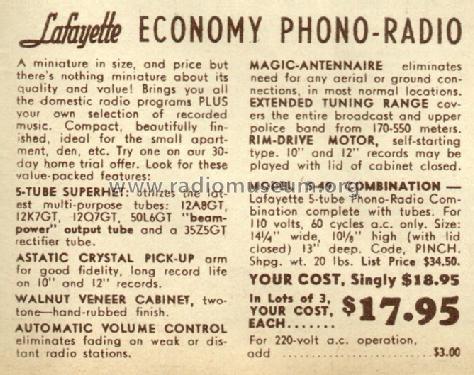 Lafayette ECONOMY PHONO-RADIO
A miniature in size, and price but
there's nothing miniature about its
quality and value! Brings you all
the domestic radio programs PLUS
your own selection of recorded
music. Compact, beautifully fin-
ished, ideal for the small apart-
ment, den, etc. Try one on our 30-
day home trial offer. Look for these
value-packed features:
5-TUBE SUPERHET: utilizes the lat-
est multi-purpose tubes: 12A8GT,
12K7GT, 12Q7GT, 50L6GT "beam-
power" output tube and a 35Z5GT
rectifier tube.
ASTATIC CRYSTAL PICK-UP arm
for good fidelity, long record life
on 10" and 12" records.
WALNUT VENEER CABINET, two-
tone—hand-rubbed finish.
AUTOMATIC VOLUME CONTROL
eliminates fading on weak or dis-
tant radio stations.
MAGIC-ANTENNAIRE eliminates
need for any aerial or ground con-
nections, in most normal locations.
EXTENDED TUNING RANGE cov-
ers the entire broadcast and upper
police band from 170-550 meters.
RIM-DRIVE MOTOR, self-starting
type. 10" and 12" records may be
played with lid of cabinet closed.
MODEL COMBINATION —
Lafayette 5-tube Phono-Radio Com-
bination complete with tubes. For
110 volts, 60 cycles a.c. only. Size:
14¼" wide, 10⅛" high (with lid
closed) 13" deep. Code, PINCH.
Shpg. wt. 20 lbs. List Price $34.50.
YOUR COST, Singly $18.95
In Lots of 3,
YOUR COST,
EACH....... $17.95
For 220-volt a.c. operation,
add ........................ $3.00
www.radiomuseum.org